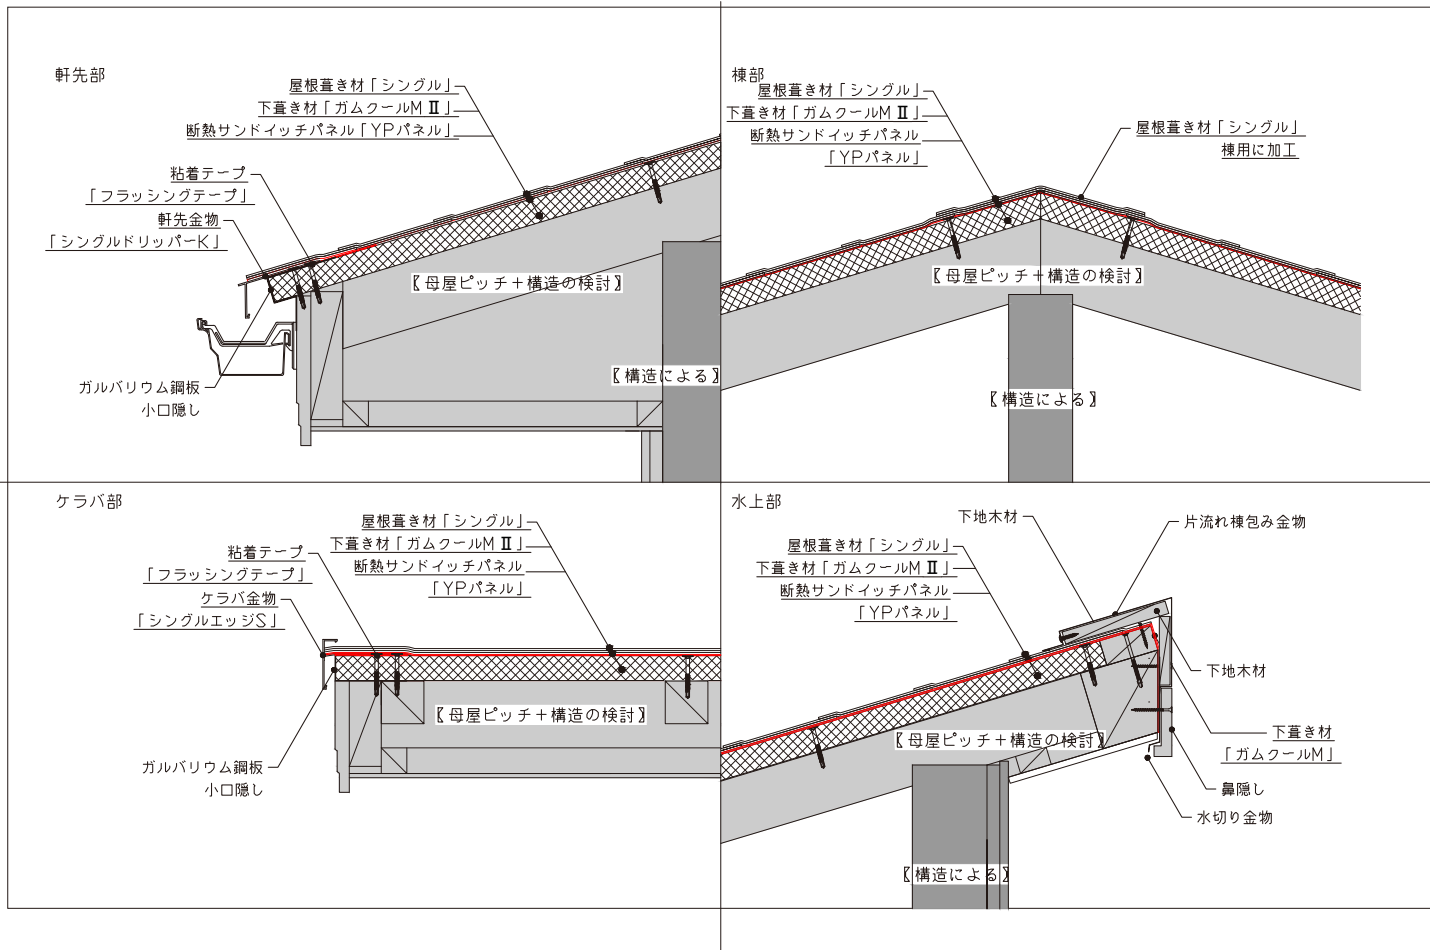 軒先部
屋根葺き材「シングル」
下葺き材「ガムクールMⅡ」
断熱サンドイッチパネル「YPパネル」
粘着テープ
「フラッシングテープ」
軒先金物
「シングルドリッパーK」
【母屋ピッチ+構造の検討】
【構造による】
ガルバリウム鋼板
小口隠し
棟部
屋根葺き材「シングル」
下葺き材「ガムクールMⅡ」
断熱サンドイッチパネル
「YPパネル」
屋根葺き材「シングル」
棟用に加工
【母屋ピッチ+構造の検討】
【構造による】
ケラバ部
屋根葺き材「シングル」
下葺き材「ガムクールMⅡ」
断熱サンドイッチパネル
「YPパネル」
粘着テープ
「フラッシングテープ」
ケラバ金物
「シングルエッジS」
【母屋ピッチ+構造の検討】
ガルバリウム鋼板
小口隠し
水上部
下地木材
片流れ棟包み金物
屋根葺き材「シングル」
下葺き材「ガムクールMⅡ」
断熱サンドイッチパネル
「YPパネル」
下地木材
下葺き材
「ガムクールM」
【母屋ピッチ+構造の検討】
鼻隠し
水切り金物
【構造による】